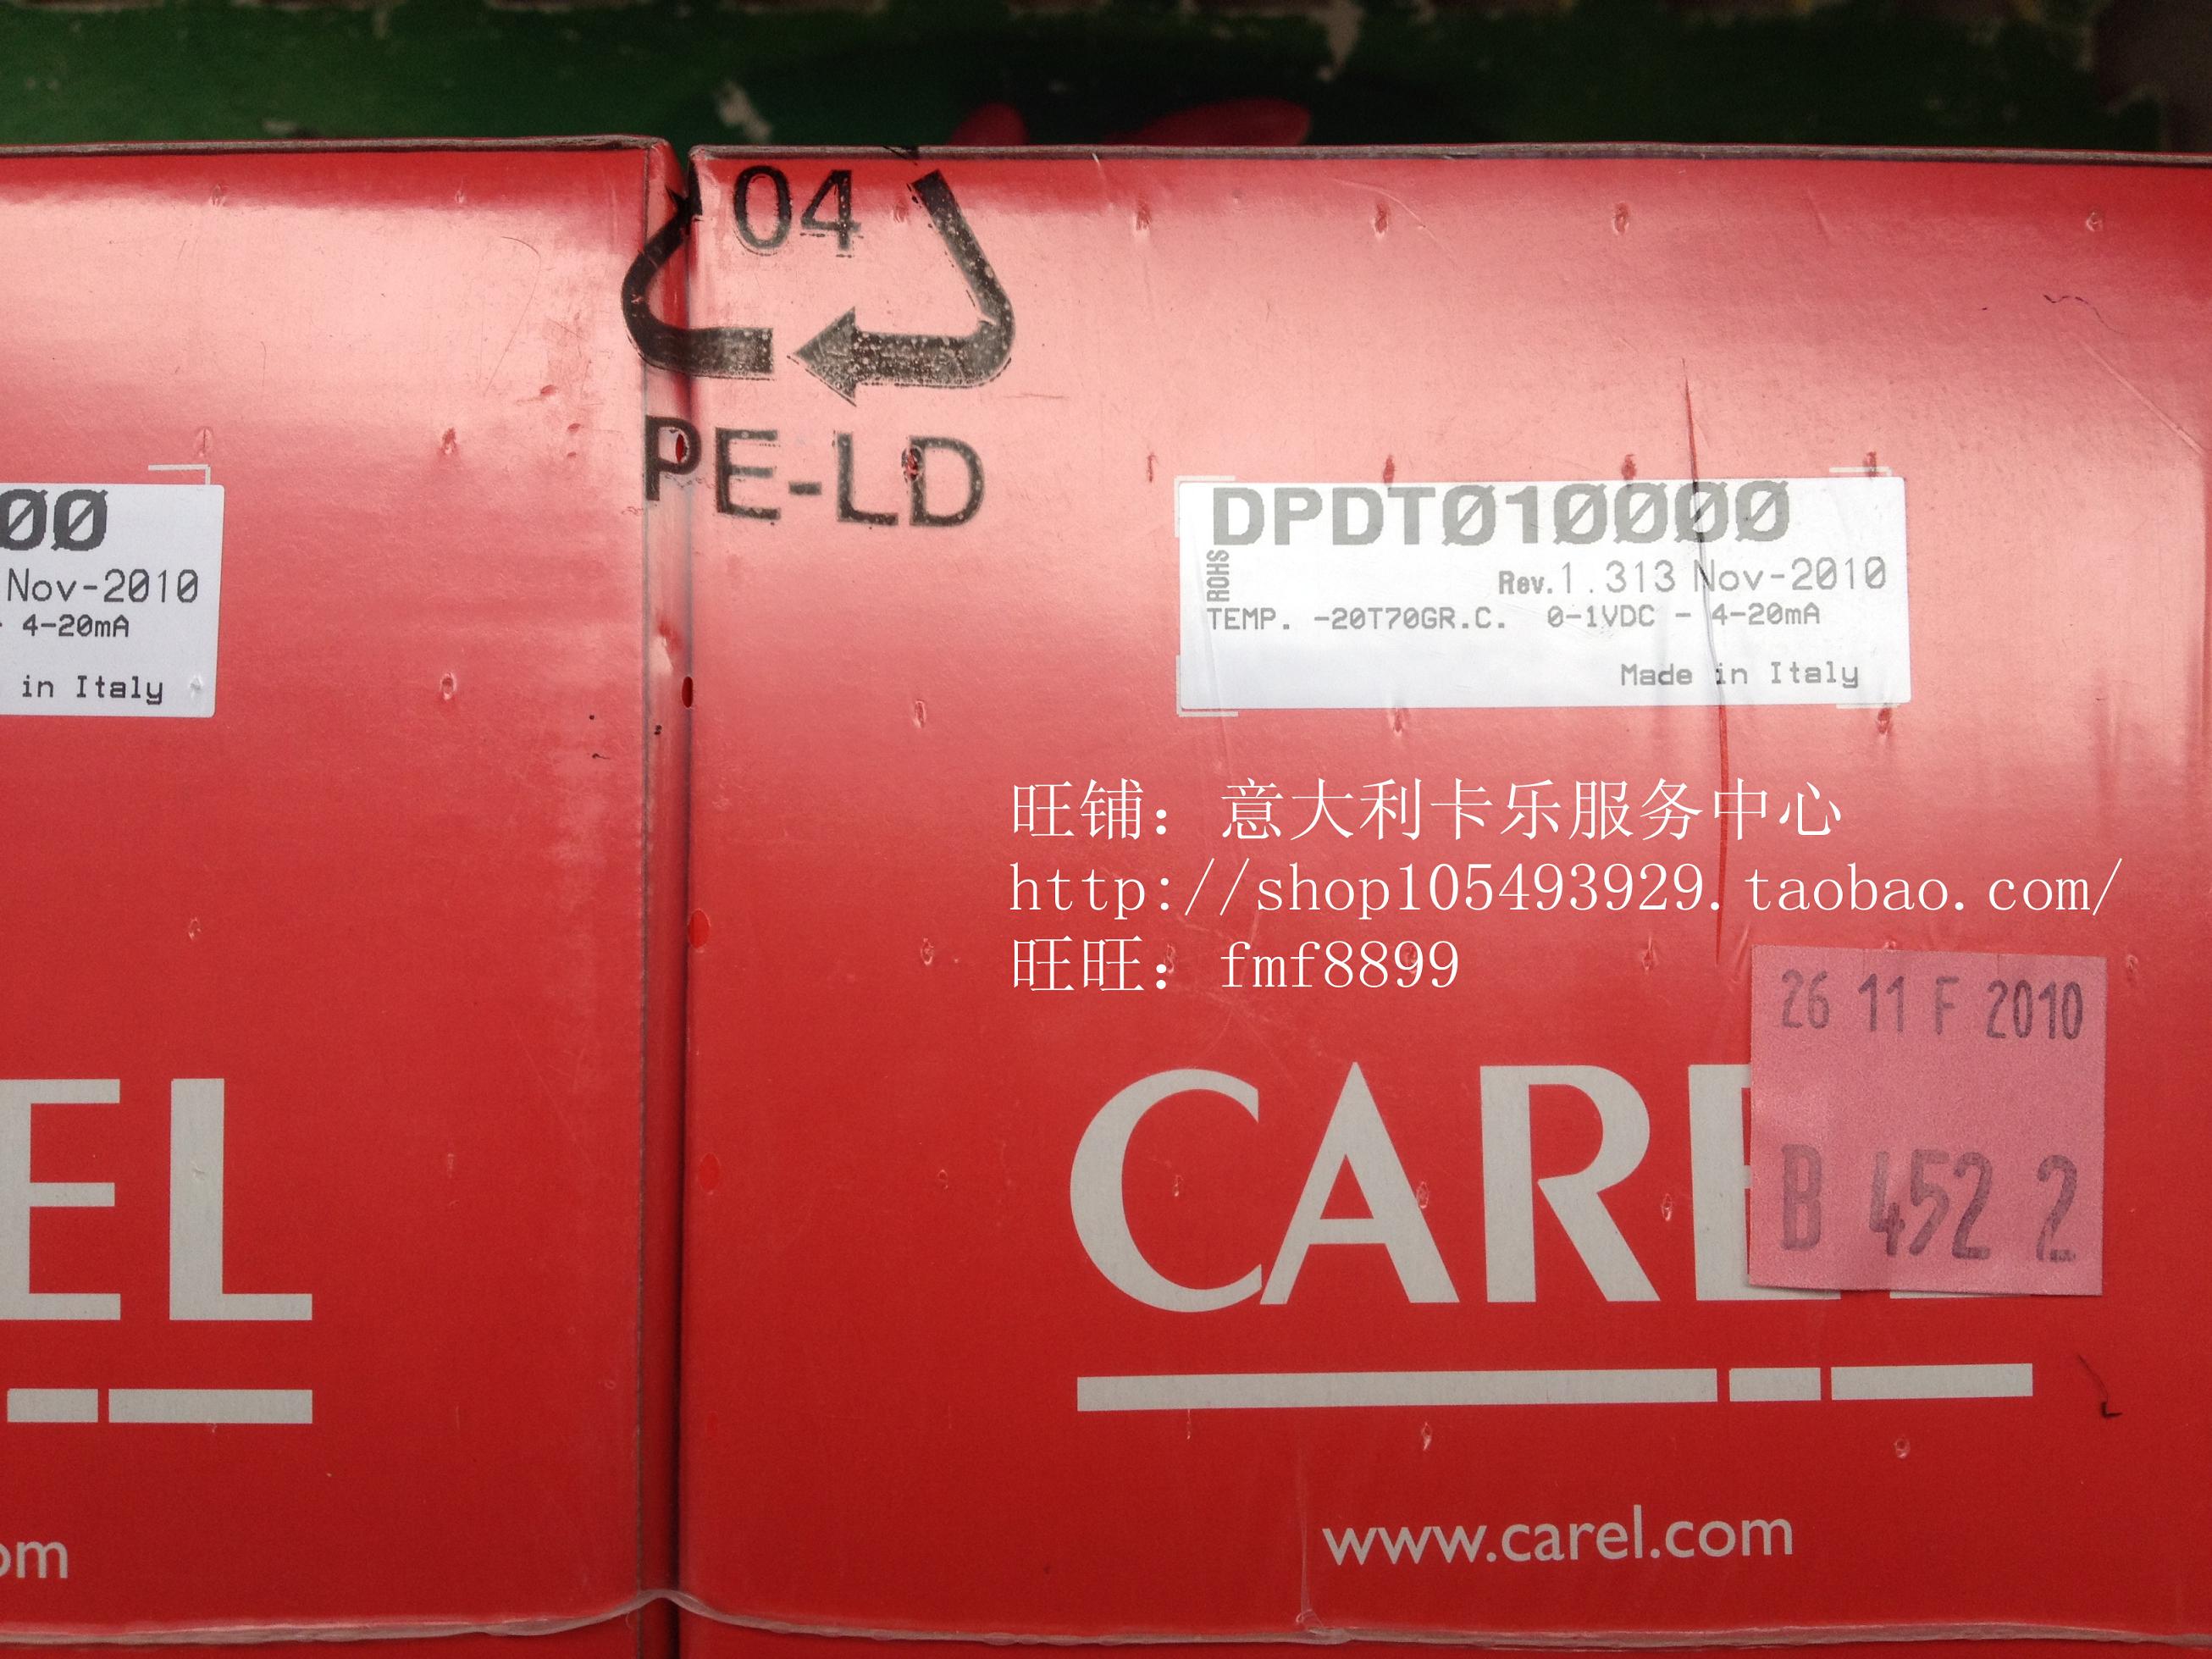 04
PE-LD
00
Nov-2010
- 4-20mA
in Italy
EL
om
DPDT010000
ROHS
Rev.1.313 Nov-2010
TEMP. -20T70GR.C. 0-1VDC - 4-20mA
Made in Italy
旺铺：意大利卡乐服务中心
http://shop105493929.taobao.com/
旺旺：fmf8899
26 11 F 2010
B 452 2
CAREL
www.carel.com